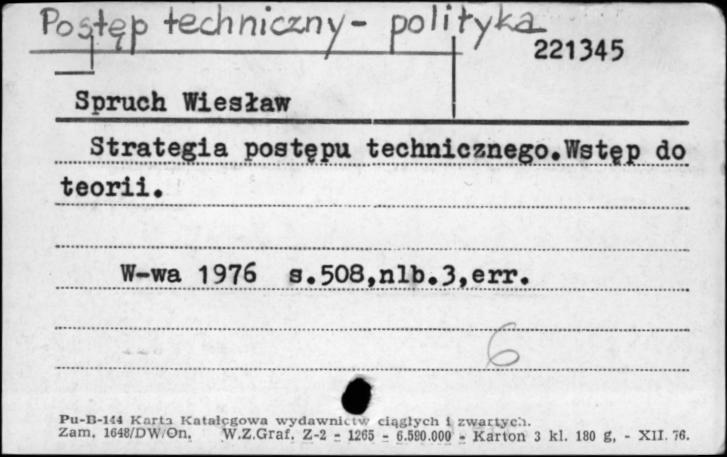 Postęp techniczny - polityka
221345
Spruch Wiesław
Strategia postępu technicznego.Wstęp do
teorii.
W-wa 1976 s.508,nlb.3,err.
6
Pu-B-144 Karta Katalogowa wydawnictw ciągłych i zwartych.
Zam. 1648/DW/On. W.Z.Graf. Z-2 - 1265 - 6.590.000 - Karton 3 kl. 180 g, - XII. 76.